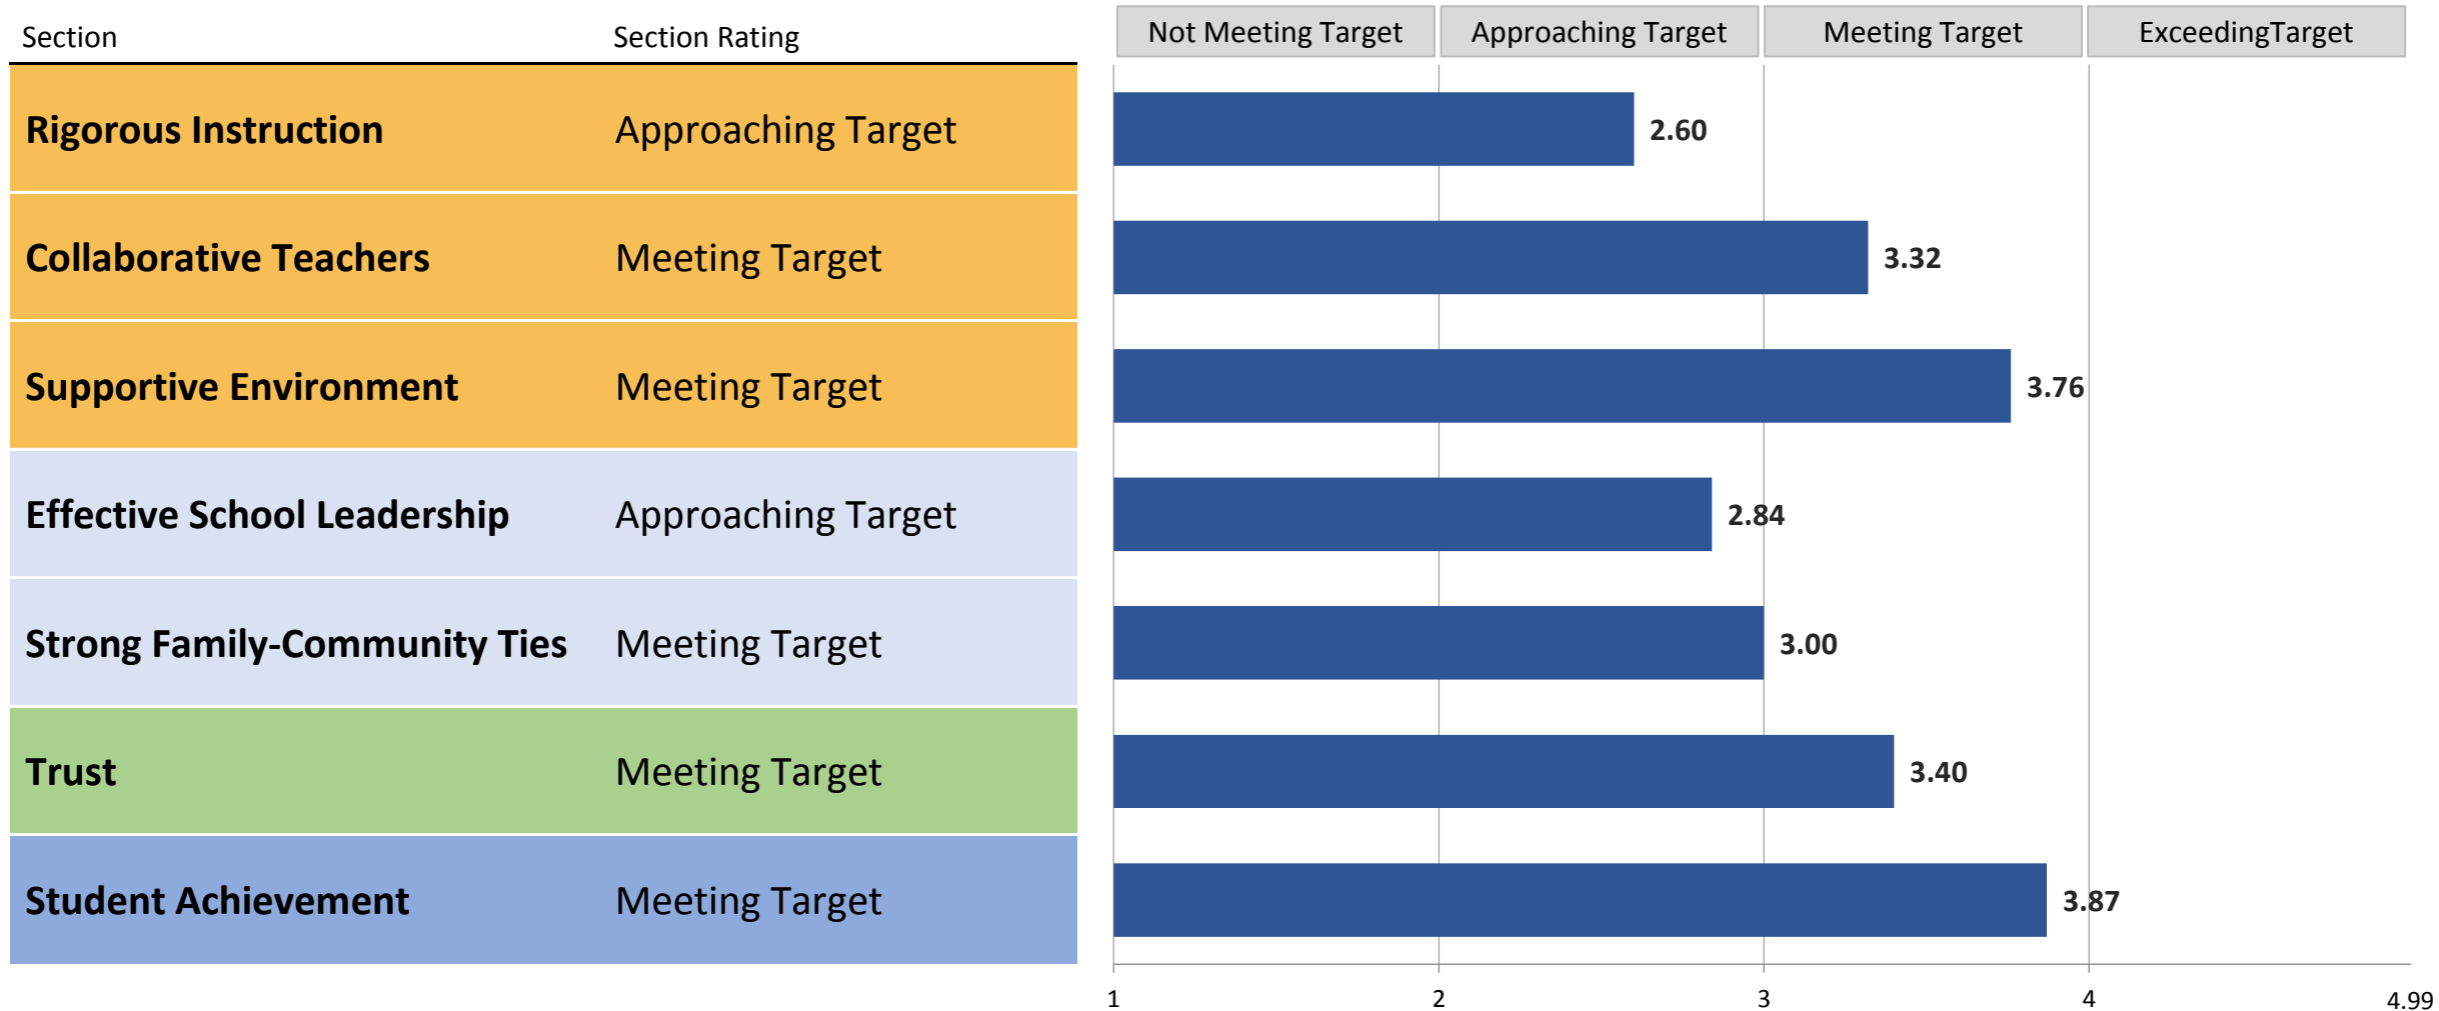 Section Section Rating Not Meeting Target Approaching Target Meeting Target ExceedingTarget
Rigorous Instruction Approaching Target 2.60
Collaborative Teachers Meeting Target 3.32
Supportive Environment Meeting Target 3.76
Effective School Leadership Approaching Target 2.84
Strong Family-Community Ties Meeting Target 3.00
Trust Meeting Target 3.40
Student Achievement Meeting Target 3.87
1 2 3 4 4.99